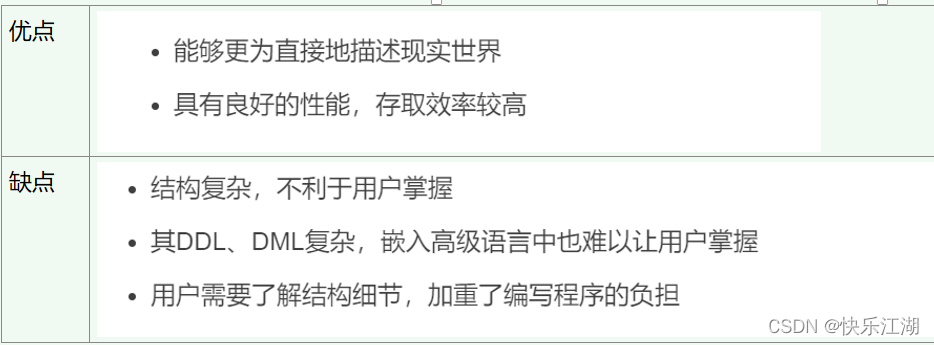 优点
能够更为直接地描述现实世界
具有良好的性能，存取效率较高
缺点
结构复杂，不利于用户掌握
其DDL、DML复杂，嵌入高级语言中也难以让用户掌握
用户需要了解结构细节，加重了编写程序的负担
CSDN @快乐江湖